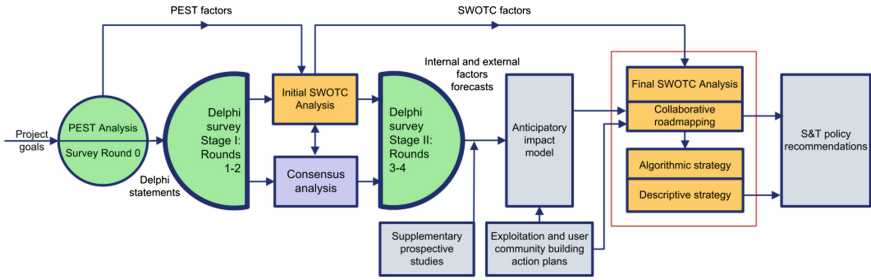 PEST factors
SWOTC factors
Project
goals
PEST Analysis
Survey Round 0
Delphi
statements
Delphi
survey
Stage I:
Rounds
1-2
Initial SWOTC
Analysis
Consensus
analysis
Delphi
survey
Stage II:
Rounds
3-4
Internal and external
factors
forecasts
Supplementary
prospective
studies
Anticipatory
impact
model
Exploitation and user
community building
action plans
Final SWOTC Analysis
Collaborative
roadmapping
Algorithmic strategy
Descriptive strategy
S&T policy
recommendations